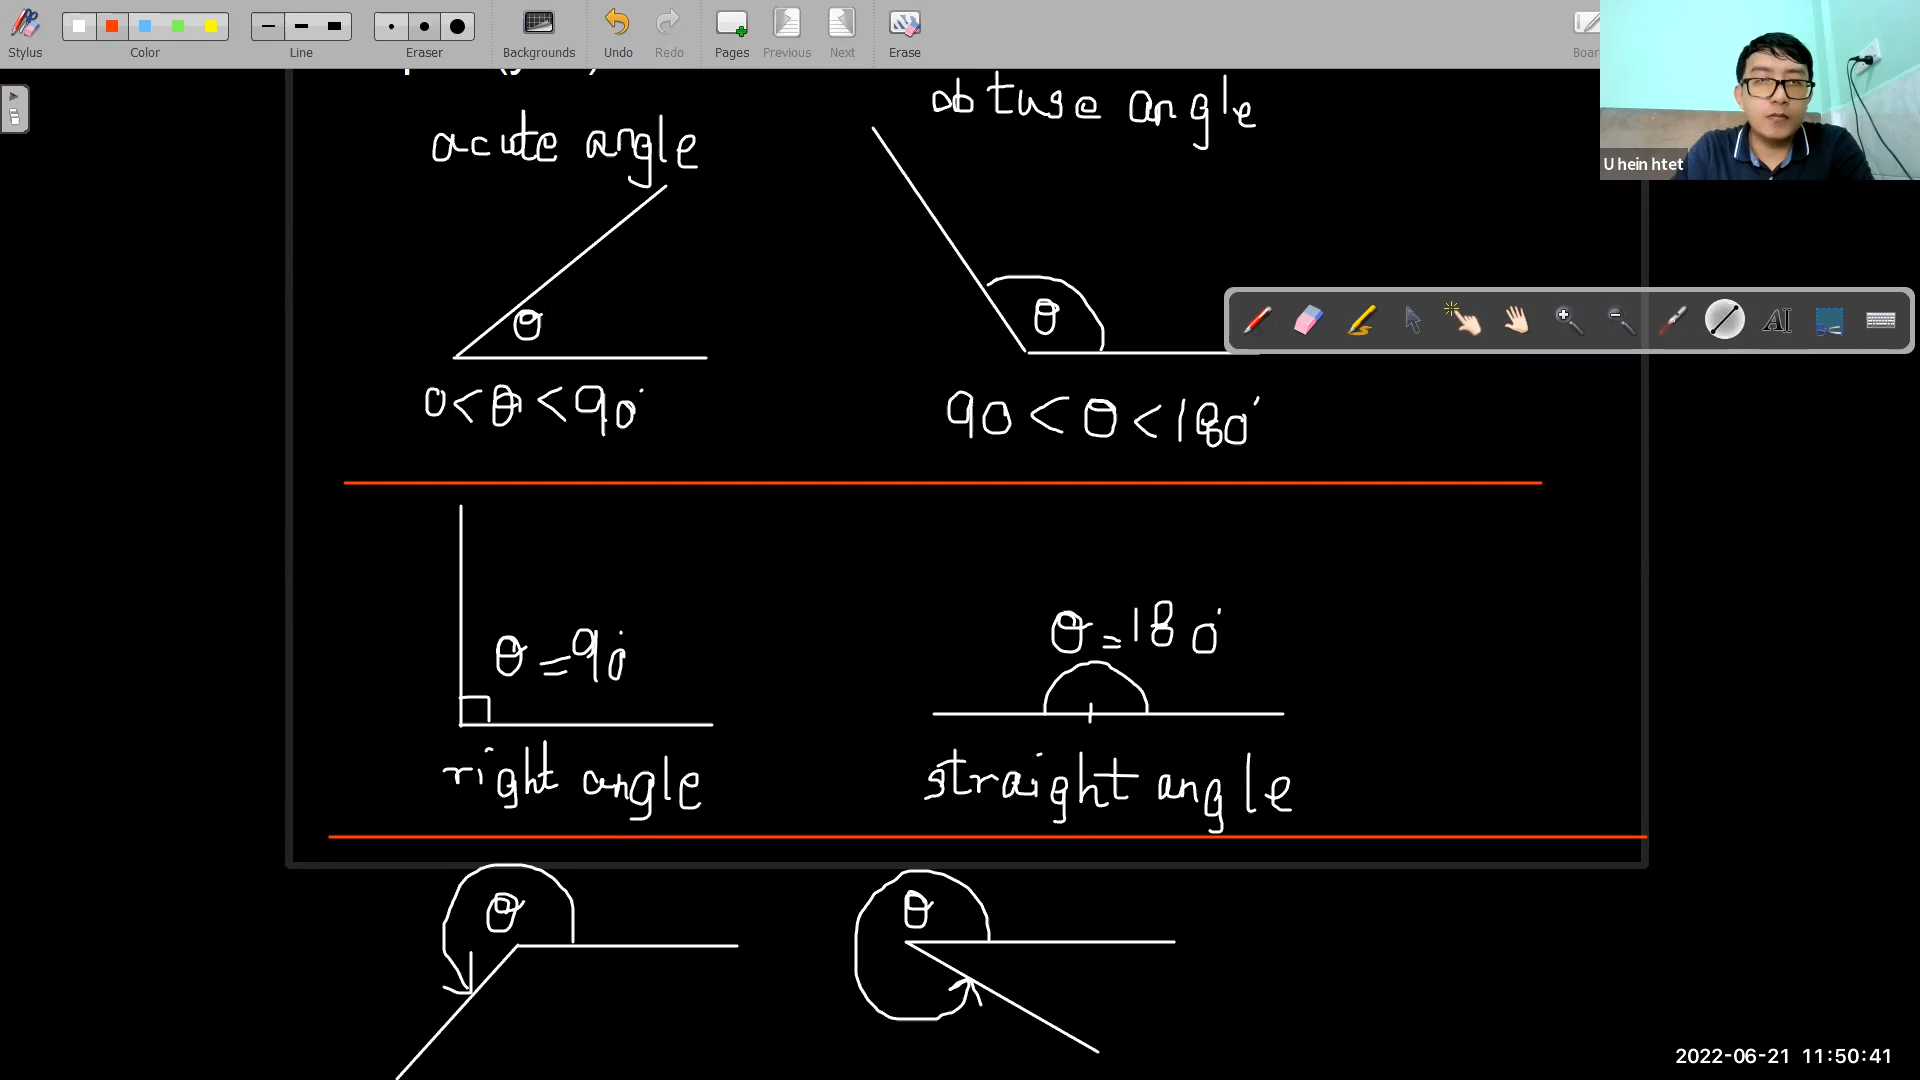 Stylus Color Line Eraser Backgrounds Undo Redo Pages Previous Next Erase
U hein htet
acute angle
obtuse angle
θ
θ
0 < θ < 90°
90 < θ < 180°
θ = 90°
θ = 180°
right angle
straight angle
θ
θ
2022-06-21 11:50:41